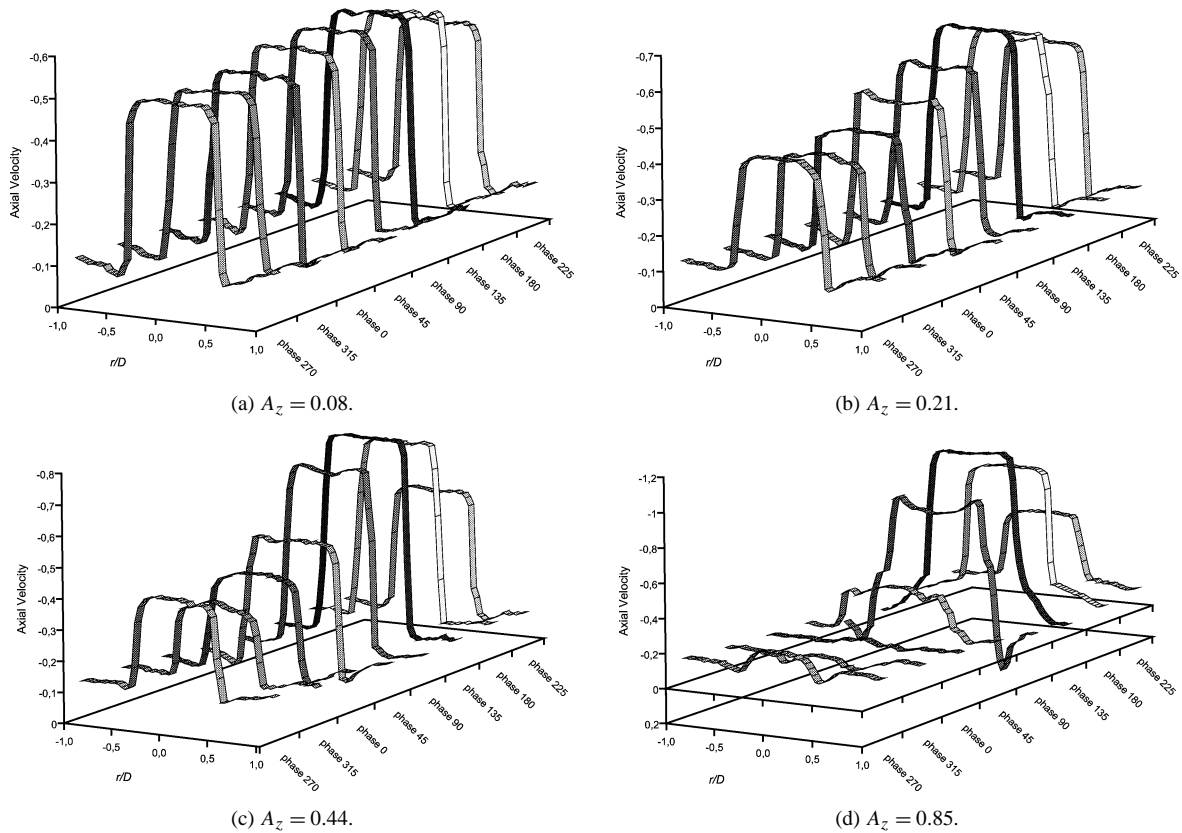 -0,6
-0,5
-0,4
-0,3
-0,2
-0,1
0
Axial Velocity
-1,0
-0,5
0,0
0,5
1,0
r/D
phase 270
phase 315
phase 0
phase 45
phase 90
phase 135
phase 180
phase 225
(a) A_z = 0.08.
-0,7
-0,6
-0,5
-0,4
-0,3
-0,2
-0,1
0
Axial Velocity
-1,0
-0,5
0,0
0,5
1,0
r/D
phase 270
phase 315
phase 0
phase 45
phase 90
phase 135
phase 180
phase 225
(b) A_z = 0.21.
-0,8
-0,7
-0,6
-0,5
-0,4
-0,3
-0,2
-0,1
0
Axial Velocity
-1,0
-0,5
0,0
0,5
1,0
r/D
phase 270
phase 315
phase 0
phase 45
phase 90
phase 135
phase 180
phase 225
(c) A_z = 0.44.
-1,2
-1
-0,8
-0,6
-0,4
-0,2
0
0,2
Axial Velocity
-1,0
-0,5
0,0
0,5
1,0
r/D
phase 270
phase 315
phase 0
phase 45
phase 90
phase 135
phase 180
phase 225
(d) A_z = 0.85.